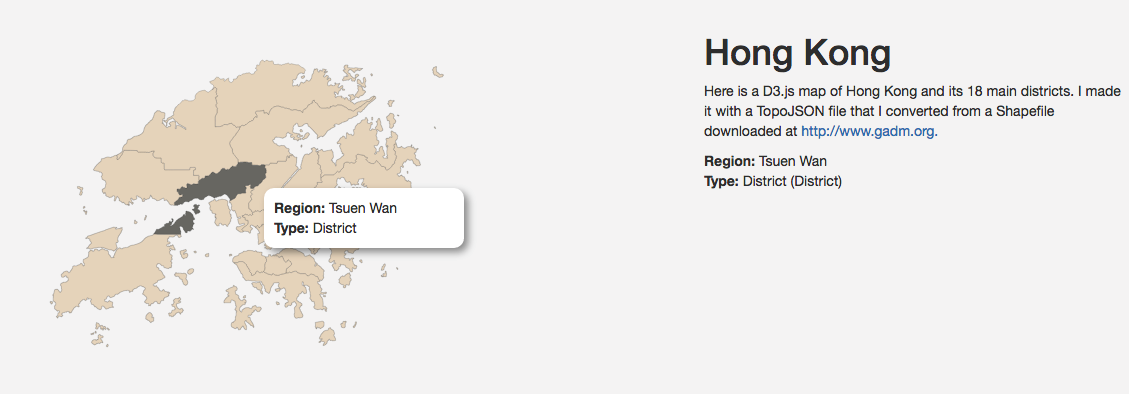 Hong Kong
Here is a D3.js map of Hong Kong and its 18 main districts. I made
it with a TopoJSON file that I converted from a Shapefile
downloaded at http://www.gadm.org.
Region: Tsuen Wan
Type: District (District)
Region: Tsuen Wan
Type: District